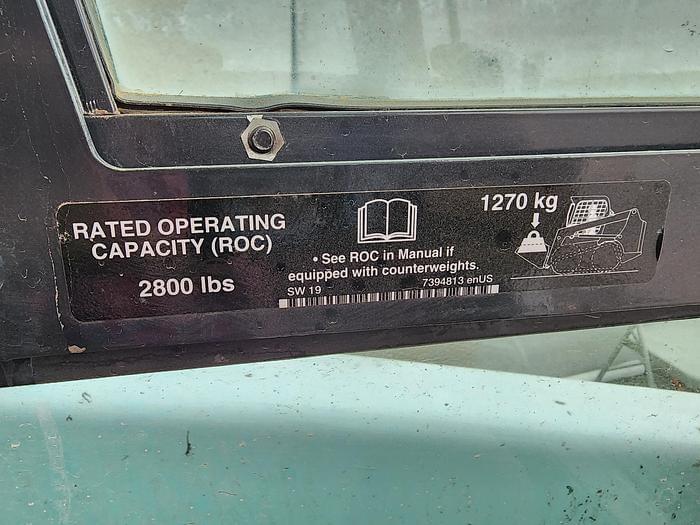 RATED OPERATING
CAPACITY (ROC)
2800 lbs
• See ROC in Manual if
equipped with counterweights.
SW 19
7394813 enUS
1270 kg